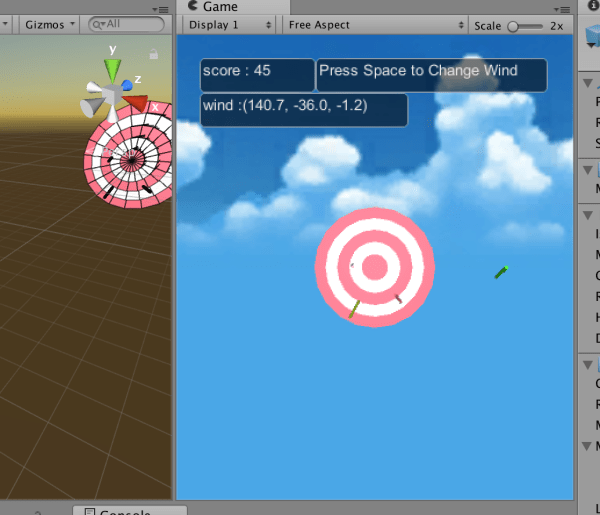 Game
Gizmos All
Display 1 Free Aspect Scale 2x
y
z
x
score : 45 Press Space to Change Wind
wind :(140.7, -36.0, -1.2)
Console